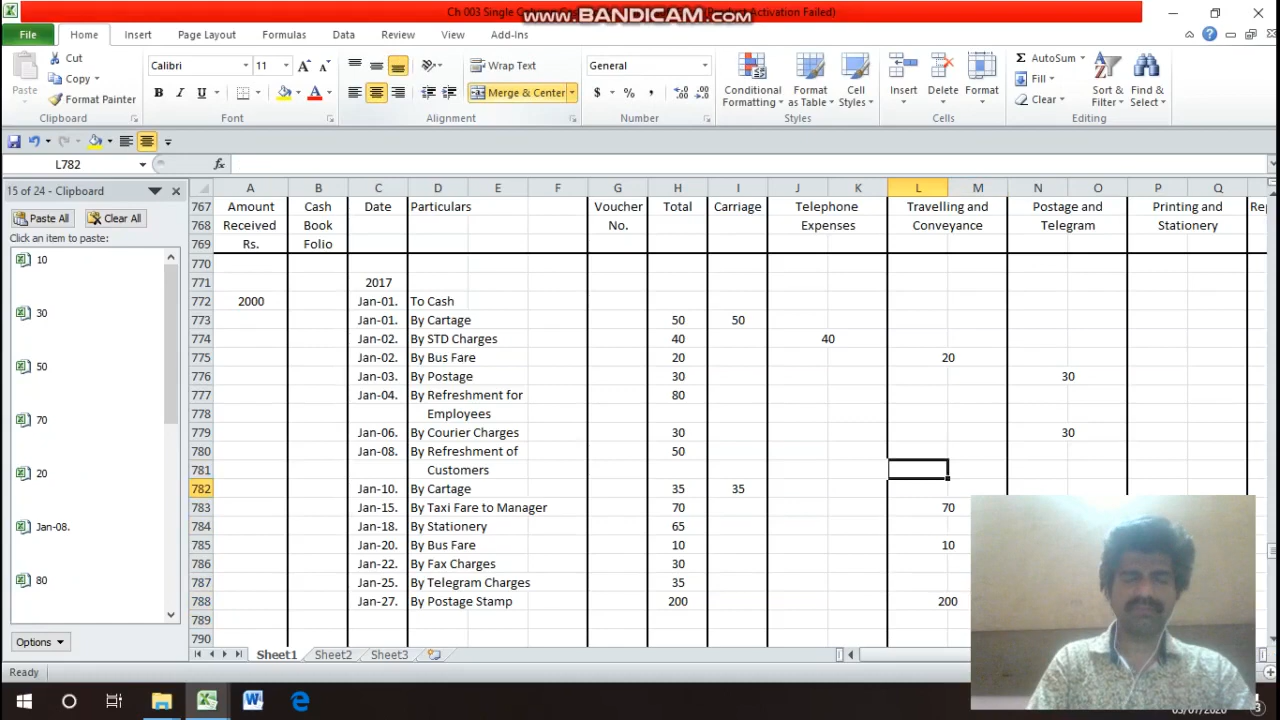 Ch 003 Single Column Ca
www.BANDICAM.com
Product Activation Failed)
File Home Insert Page Layout Formulas Data Review View Add-Ins
Paste
Cut
Copy
Format Painter
Calibri 11
B I U
A A
Wrap Text
Merge & Center
General
$ % ,
Conditional Formatting
Format as Table
Cell Styles
Insert Delete Format
Σ AutoSum
Fill
Clear
Sort & Filter
Find & Select
Clipboard Font Alignment Number Styles Cells Editing
L782 fx
15 of 24 - Clipboard
Paste All Clear All
Click an item to paste:
10
30
50
70
20
Jan-08.
80
Options
A B C D E F G H I J K L M N O P Q
767 Amount Cash Date Particulars Voucher Total Carriage Telephone Travelling and Postage and Printing and Rep
768 Received Book No. Expenses Conveyance Telegram Stationery
769 Rs. Folio
770
771 2017
772 2000 Jan-01. To Cash
773 Jan-01. By Cartage 50 50
774 Jan-02. By STD Charges 40 40
775 Jan-02. By Bus Fare 20 20
776 Jan-03. By Postage 30 30
777 Jan-04. By Refreshment for 80
778 Employees
779 Jan-06. By Courier Charges 30 30
780 Jan-08. By Refreshment of 50
781 Customers
782 Jan-10. By Cartage 35 35
783 Jan-15. By Taxi Fare to Manager 70 70
784 Jan-18. By Stationery 65
785 Jan-20. By Bus Fare 10 10
786 Jan-22. By Fax Charges 30
787 Jan-25. By Telegram Charges 35
788 Jan-27. By Postage Stamp 200 200
789
790
Sheet1 Sheet2 Sheet3
Ready